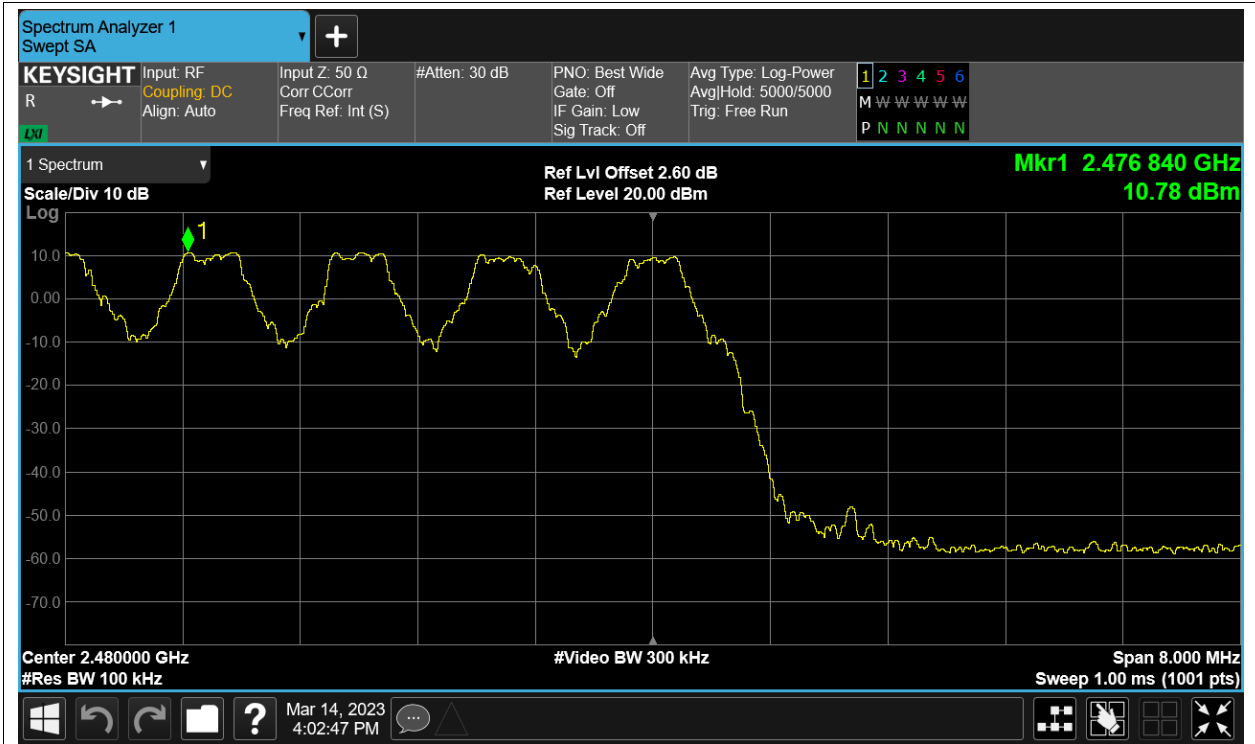 Spectrum Analyzer 1
Swept SA
+
KEYSIGHT
R
LXI
Input: RF
Coupling: DC
Align: Auto
Input Z: 50 Ω
Corr CCorr
Freq Ref: Int (S)
#Atten: 30 dB
PNO: Best Wide
Gate: Off
IF Gain: Low
Sig Track: Off
Avg Type: Log-Power
Avg|Hold: 5000/5000
Trig: Free Run
1 2 3 4 5 6
M W W W W W
P N N N N N
1 Spectrum
Scale/Div 10 dB
Log
Ref Lvl Offset 2.60 dB
Ref Level 20.00 dBm
Mkr1 2.476 840 GHz
10.78 dBm
1
10.0
0.00
-10.0
-20.0
-30.0
-40.0
-50.0
-60.0
-70.0
Center 2.480000 GHz
#Res BW 100 kHz
#Video BW 300 kHz
Span 8.000 MHz
Sweep 1.00 ms (1001 pts)
?
Mar 14, 2023
4:02:47 PM